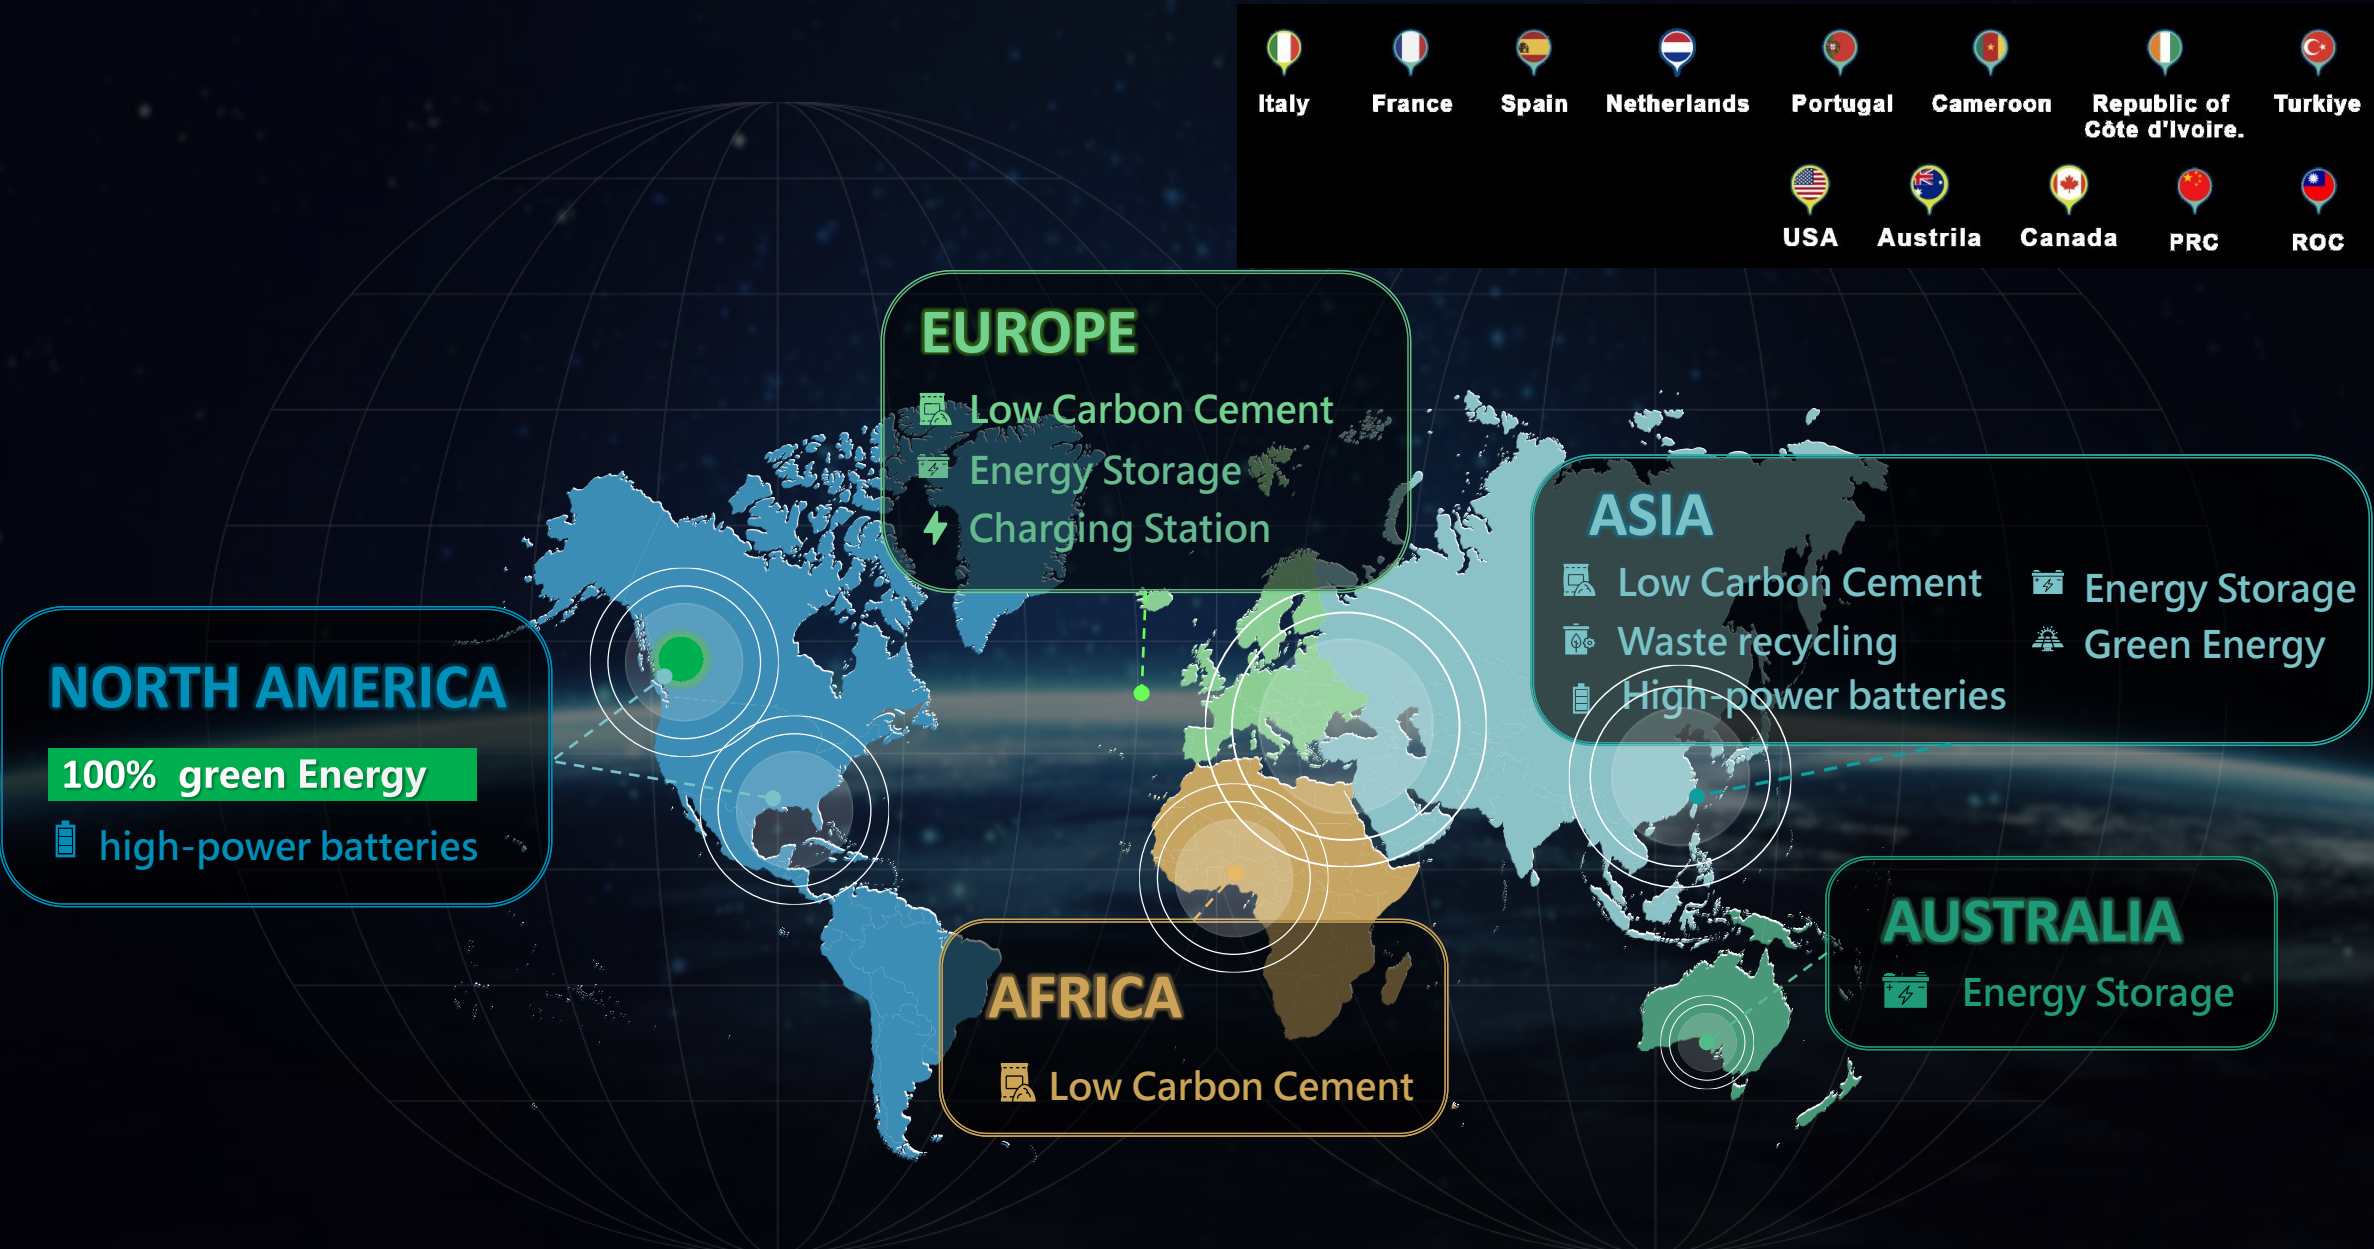 Italy
France
Spain
Netherlands
Portugal
Cameroon
Republic of
Côte d'Ivoire.
Turkiye
USA
Austrila
Canada
PRC
ROC
EUROPE
Low Carbon Cement
Energy Storage
Charging Station
ASIA
Low Carbon Cement
Waste recycling
High-power batteries
Energy Storage
Green Energy
NORTH AMERICA
100% green Energy
high-power batteries
AFRICA
Low Carbon Cement
AUSTRALIA
Energy Storage